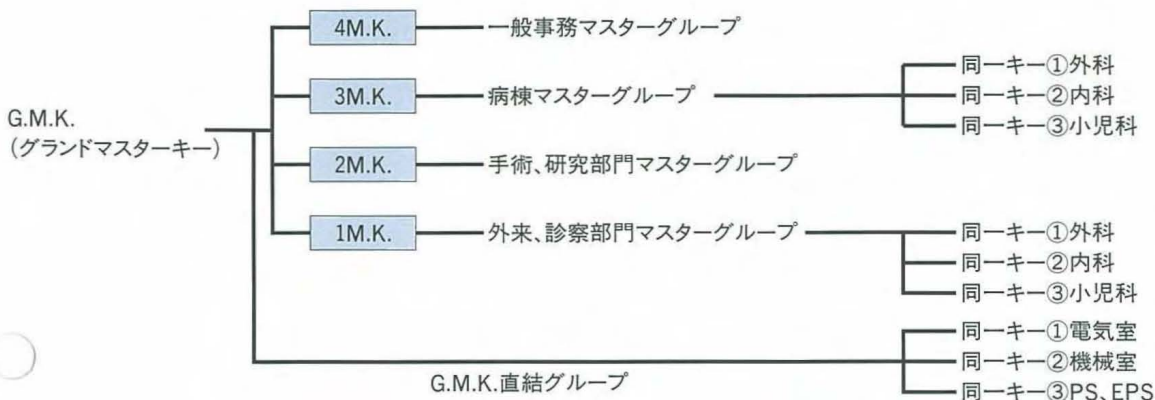 G.M.K.
(グランドマスターキー)
4M.K.
一般事務マスターグループ
3M.K.
病棟マスターグループ
同一キー①外科
同一キー②内科
同一キー③小児科
2M.K.
手術、研究部門マスターグループ
1M.K.
外来、診察部門マスターグループ
同一キー①外科
同一キー②内科
同一キー③小児科
G.M.K.直結グループ
同一キー①電気室
同一キー②機械室
同一キー③PS、EPS